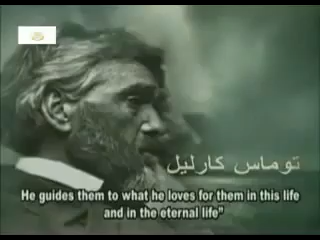 توماس كارليل
He guides them to what he loves for them in this life
and in the eternal life”